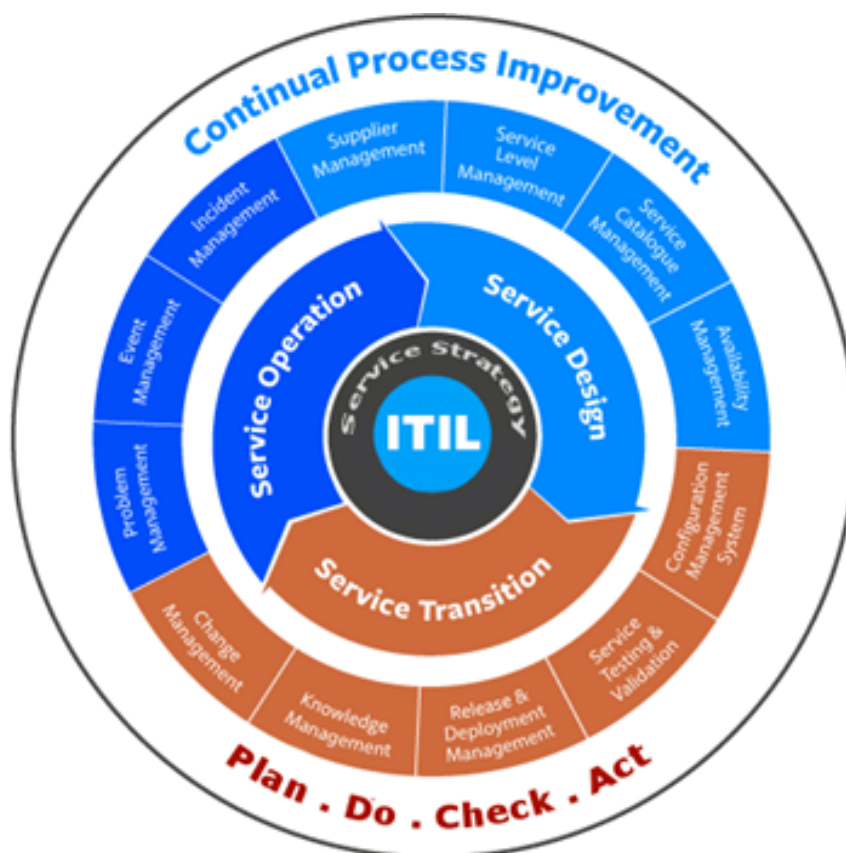 Continual Process Improvement
Supplier
Management
Service
Level
Management
Service
Catalogue
Management
Availability
Management
Configuration
Management
System
Service
Testing &
Validation
Release &
Deployment
Management
Knowledge
Management
Change
Management
Problem
Management
Event
Management
Incident
Management
Service Operation
Service Design
Service Transition
Service Strategy
ITIL
Plan . Do . Check . Act